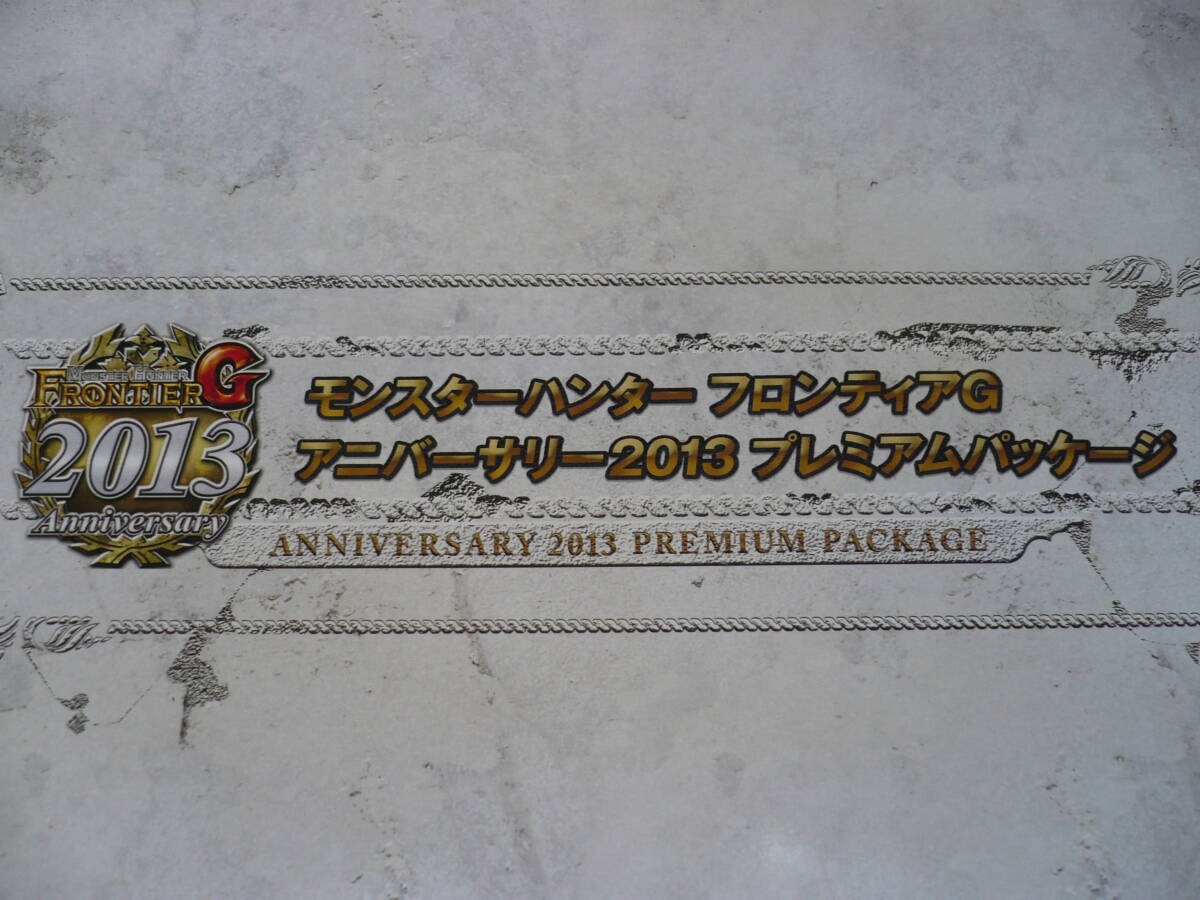 MONSTER HUNTER
FRONTIER G
2013
Anniversary
モンスターハンター フロンティアG
アニバーサリー2013 プレミアムパッケージ
ANNIVERSARY 2013 PREMIUM PACKAGE